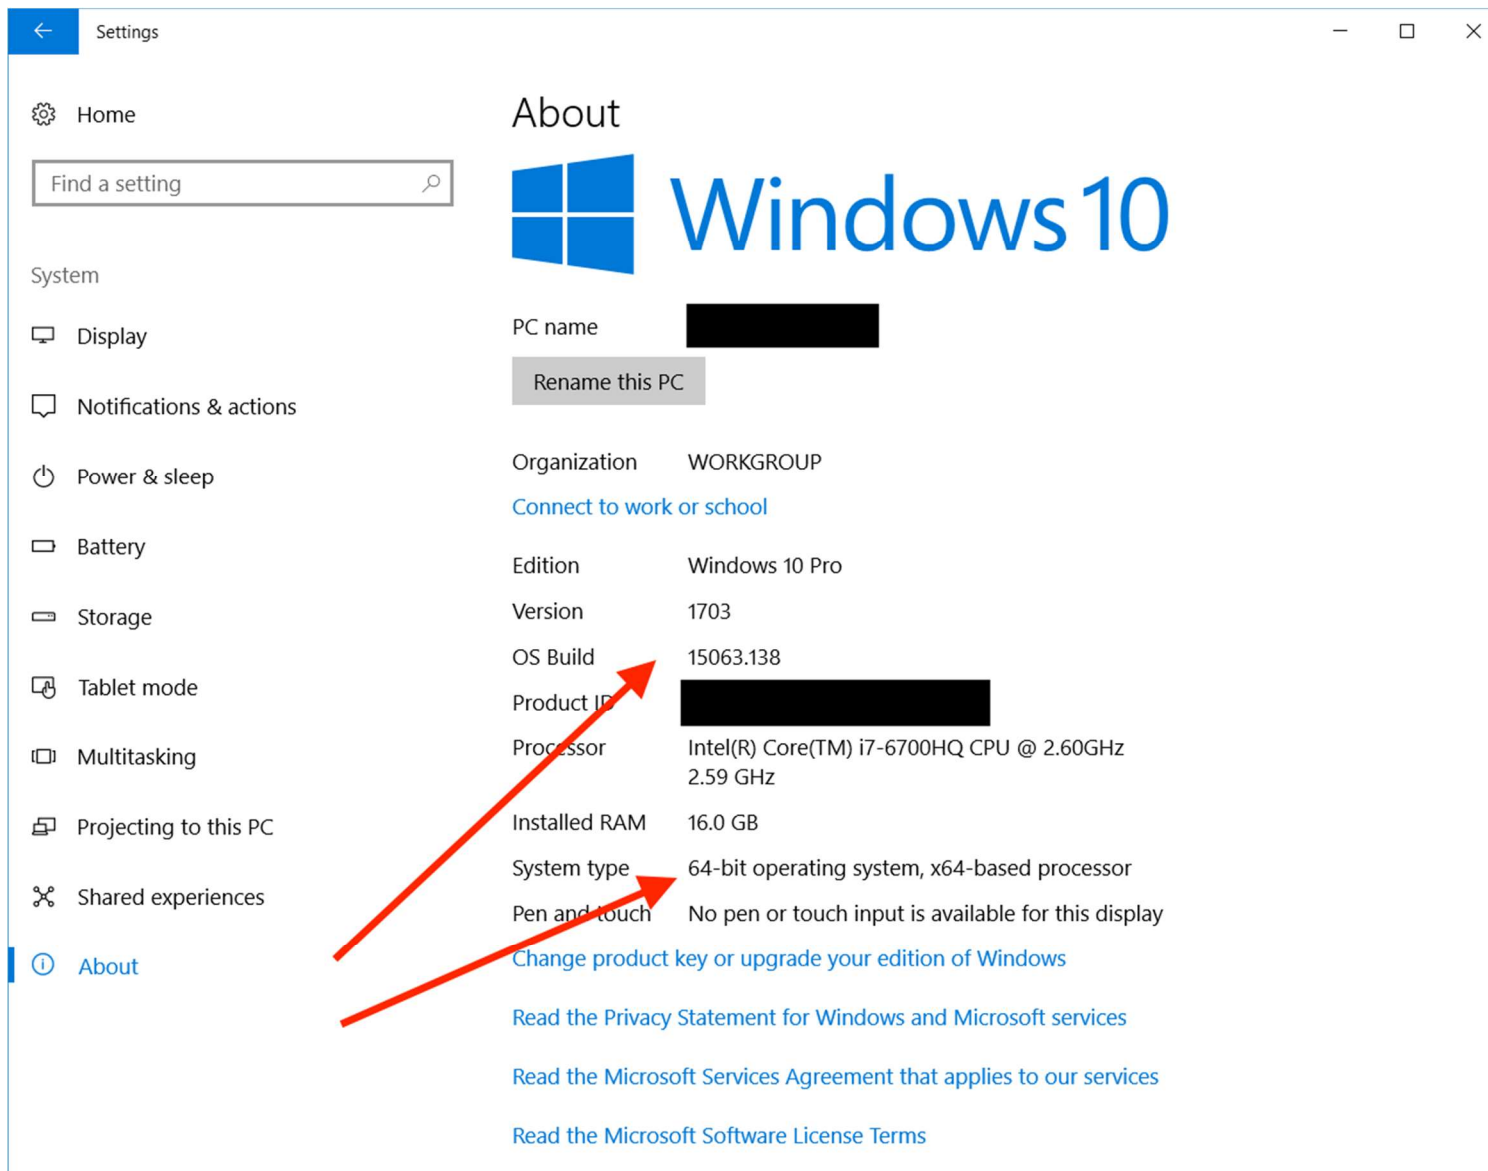 Settings
Home
Find a setting
System
Display
Notifications & actions
Power & sleep
Battery
Storage
Tablet mode
Multitasking
Projecting to this PC
Shared experiences
About
About
Windows 10
PC name
Rename this PC
Organization WORKGROUP
Connect to work or school
Edition Windows 10 Pro
Version 1703
OS Build 15063.138
Product ID
Processor Intel(R) Core(TM) i7-6700HQ CPU @ 2.60GHz
2.59 GHz
Installed RAM 16.0 GB
System type 64-bit operating system, x64-based processor
Pen and touch No pen or touch input is available for this display
Change product key or upgrade your edition of Windows
Read the Privacy Statement for Windows and Microsoft services
Read the Microsoft Services Agreement that applies to our services
Read the Microsoft Software License Terms